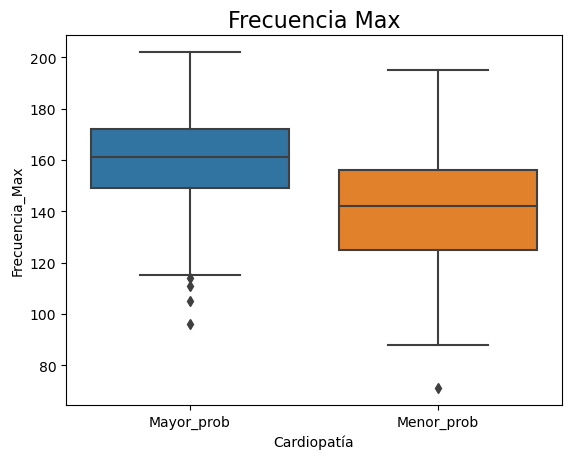 Frecuencia Max
Frecuencia_Max
200
180
160
140
120
100
80
Mayor_prob
Menor_prob
Cardiopatía